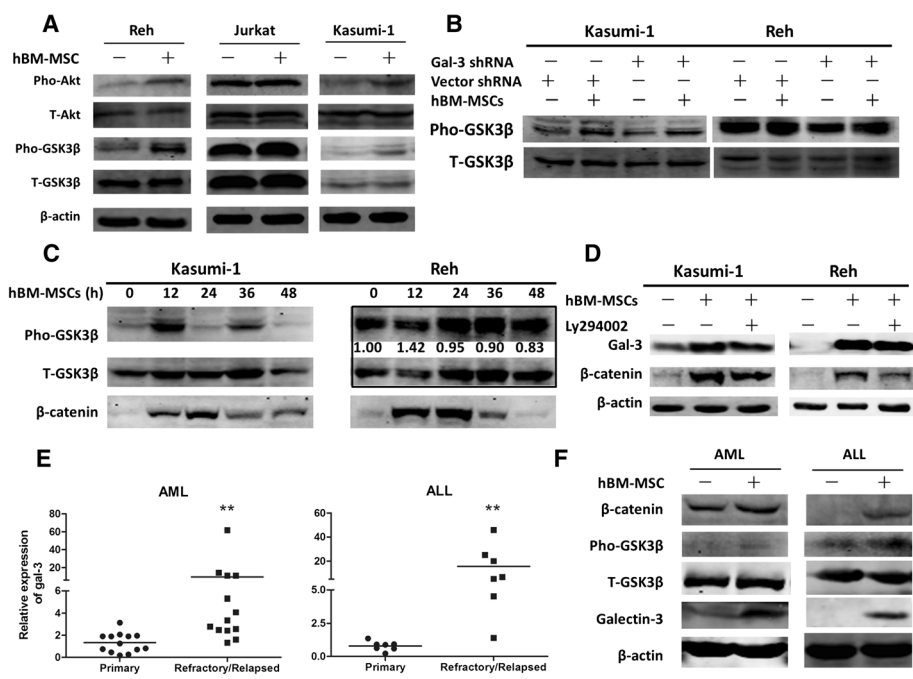 A
Reh Jurkat Kasumi-1
hBM-MSC — + — + — +
Pho-Akt
T-Akt
Pho-GSK3β
T-GSK3β
β-actin
B
Kasumi-1 Reh
Gal-3 shRNA — — + + — — + +
Vector shRNA + + — — + + — —
hBM-MSCs — + — + — + — +
Pho-GSK3β
T-GSK3β
C
Kasumi-1 Reh
hBM-MSCs (h) 0 12 24 36 48 0 12 24 36 48
Pho-GSK3β
1.00 1.42 0.95 0.90 0.83
T-GSK3β
β-catenin
D
Kasumi-1 Reh
hBM-MSCs — + + — + +
Ly294002 — — + — — +
Gal-3
β-catenin
β-actin
E
AML
Relative expression
of gal-3
80
60
40
20
6
4
2
0
**
Primary Refractory/Relapsed
ALL
60
40
20
5.0
2.5
0.0
**
Primary Refractory/Relapsed
F
AML ALL
hBM-MSC — + — +
β-catenin
Pho-GSK3β
T-GSK3β
Galectin-3
β-actin